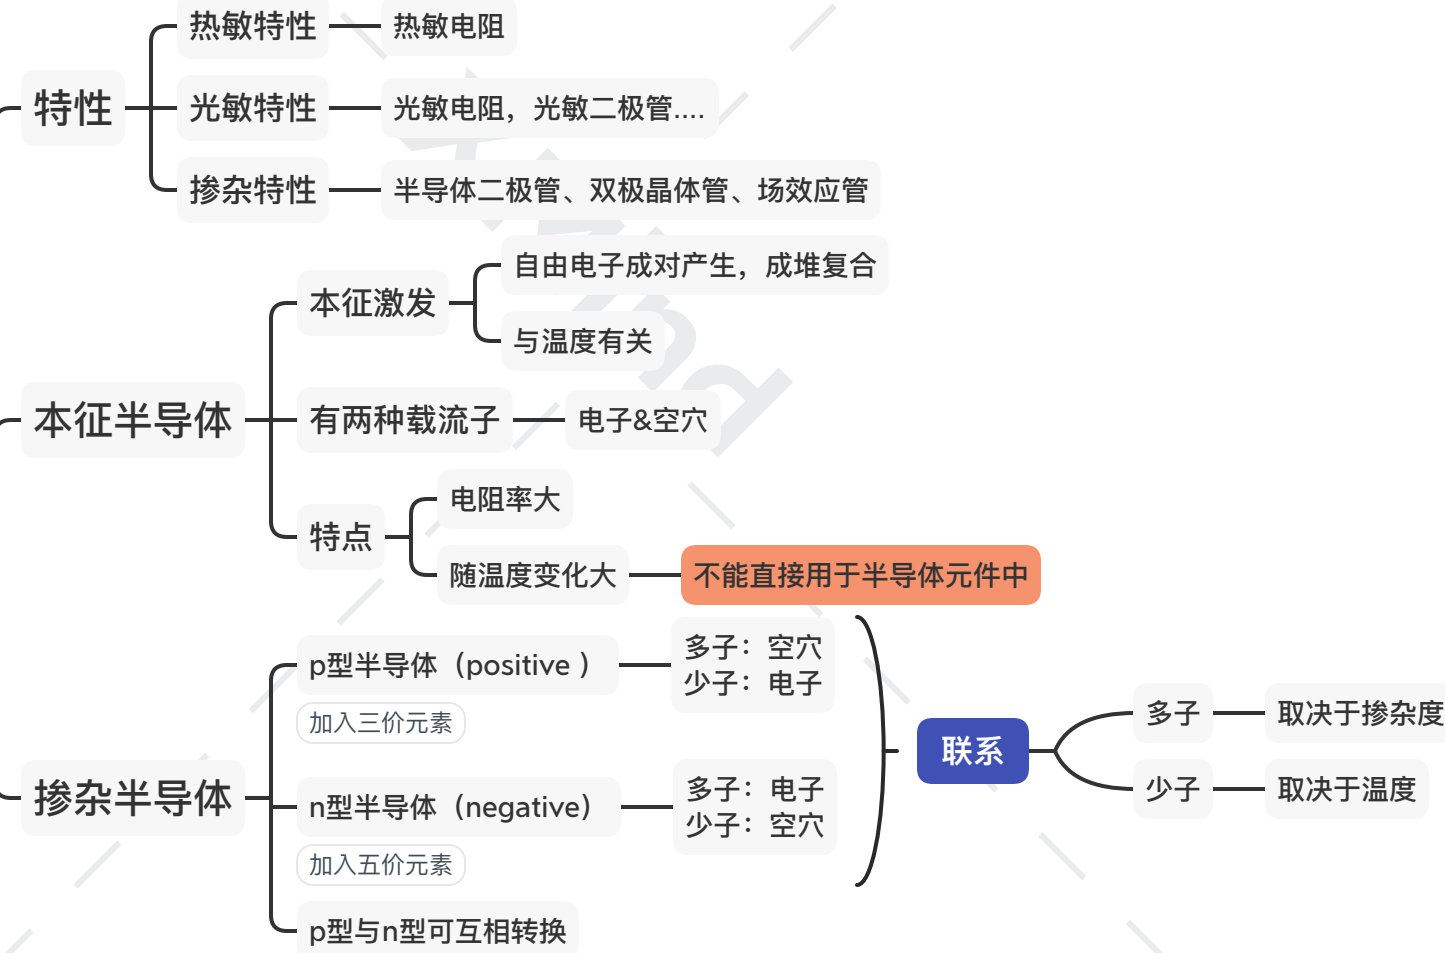 特性
热敏特性
热敏电阻
光敏特性
光敏电阻，光敏二极管....
掺杂特性
半导体二极管、双极晶体管、场效应管
本征半导体
本征激发
自由电子成对产生，成堆复合
与温度有关
有两种载流子
电子&空穴
特点
电阻率大
随温度变化大
不能直接用于半导体元件中
掺杂半导体
p型半导体（positive ）
加入三价元素
多子：空穴
少子：电子
n型半导体（negative）
加入五价元素
多子：电子
少子：空穴
联系
多子
取决于掺杂度
少子
取决于温度
p型与n型可互相转换
XMind